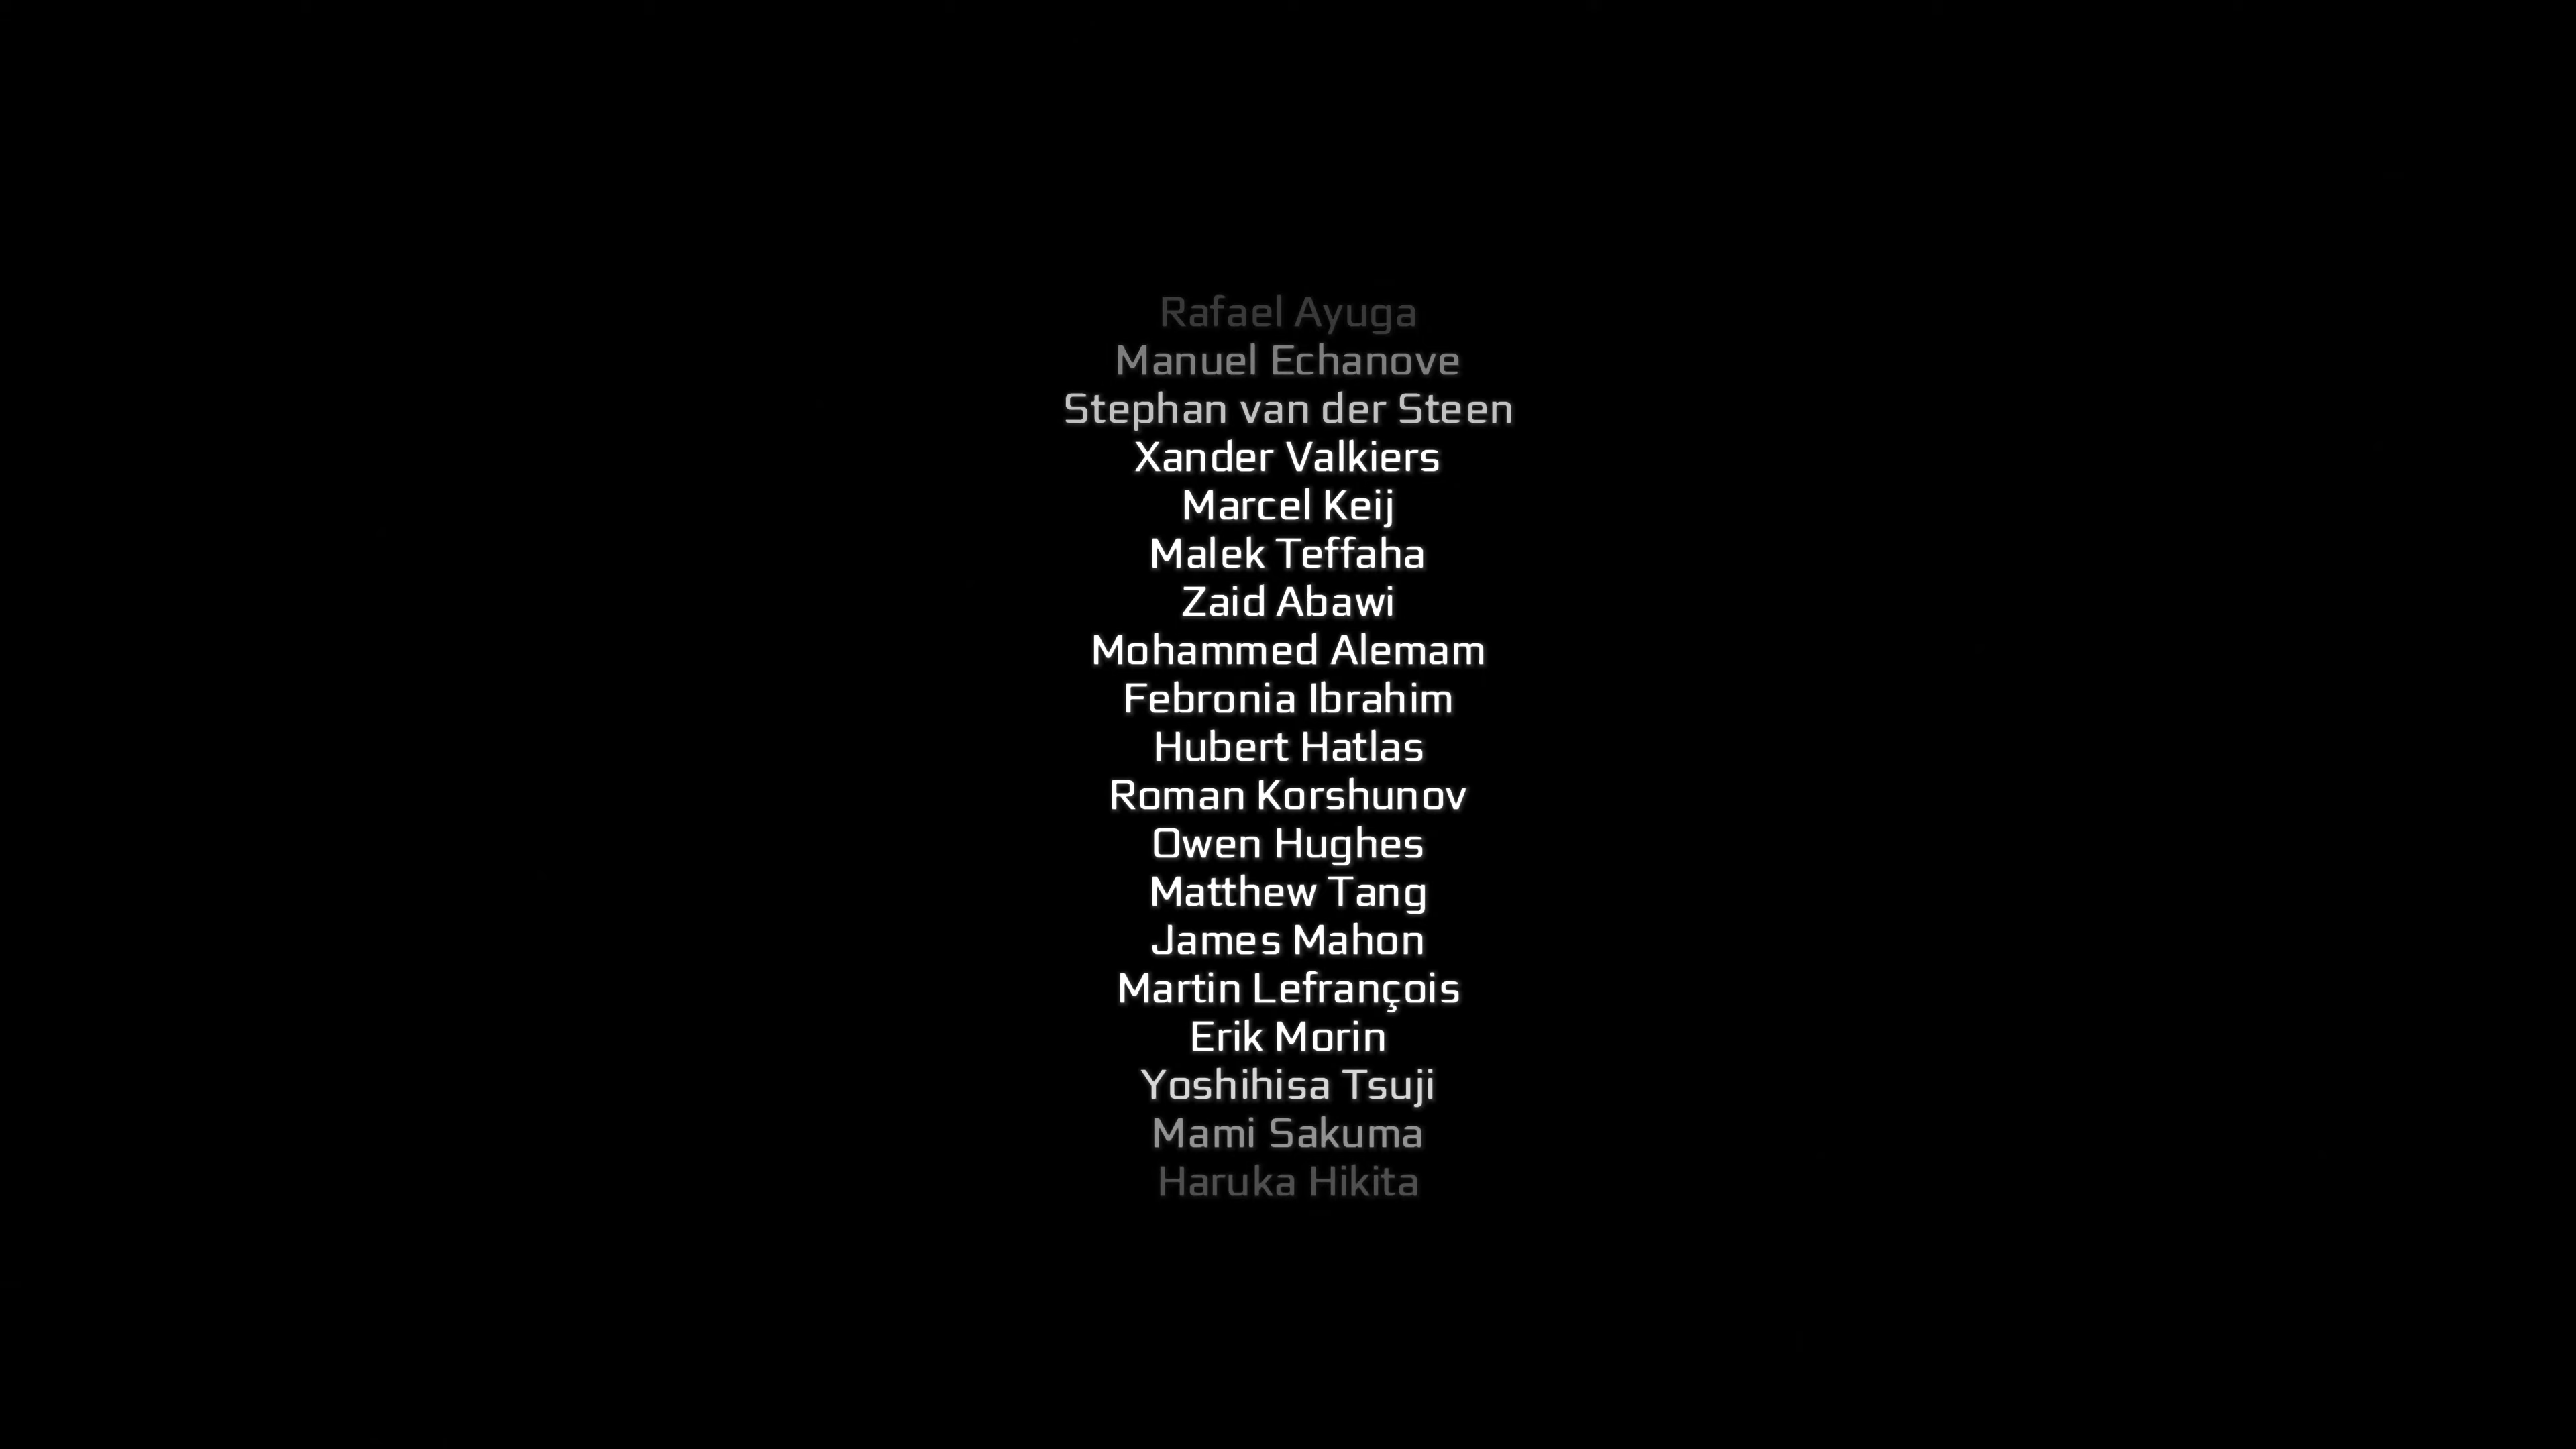 Rafael Ayuga
Manuel Echanove
Stephan van der Steen
Xander Valkiers
Marcel Keij
Malek Teffaha
Zaid Abawi
Mohammed Alemam
Febronia Ibrahim
Hubert Hatlas
Roman Korshunov
Owen Hughes
Matthew Tang
James Mahon
Martin Lefrançois
Erik Morin
Yoshihisa Tsuji
Mami Sakuma
Haruka Hikita